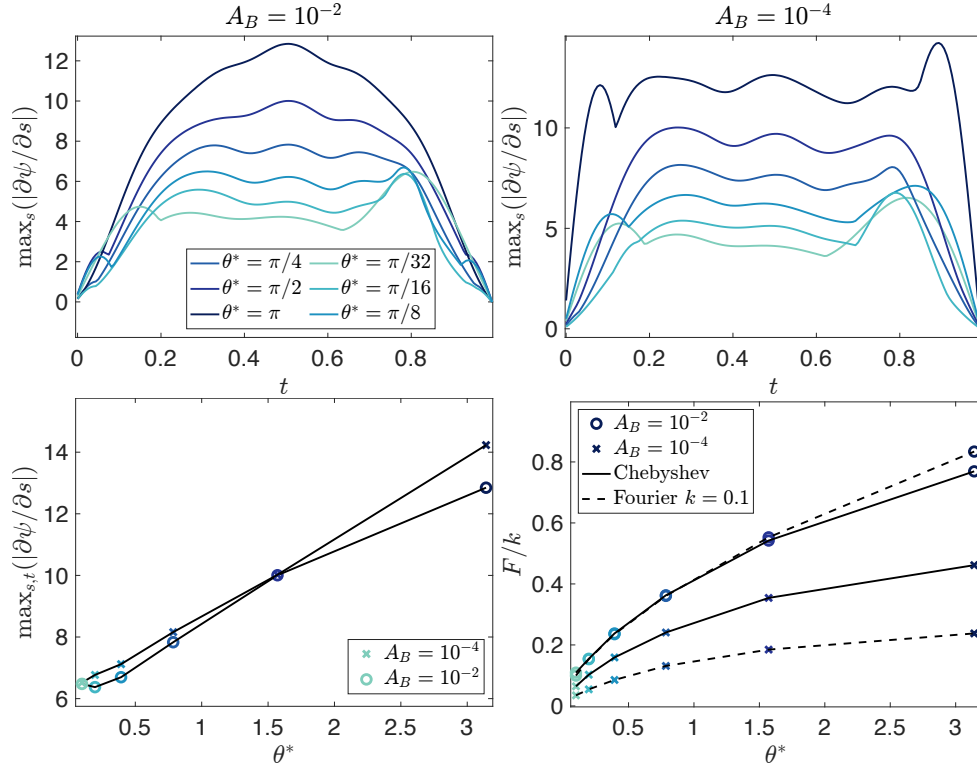 A_B = 10^{-2}
max_s(|∂ψ/∂s|)
12
10
8
6
4
2
0
θ* = π/4
θ* = π/2
θ* = π
θ* = π/32
θ* = π/16
θ* = π/8
0
0.2
0.4
0.6
0.8
t
A_B = 10^{-4}
max_s(|∂ψ/∂s|)
10
5
0
0
0.2
0.4
0.6
0.8
t
max_{s,t}(|∂ψ/∂s|)
14
12
10
8
6
A_B = 10^{-4}
A_B = 10^{-2}
0.5
1
1.5
2
2.5
3
θ*
F/k
0.8
0.6
0.4
0.2
0
A_B = 10^{-2}
A_B = 10^{-4}
Chebyshev
Fourier k = 0.1
0.5
1
1.5
2
2.5
3
θ*